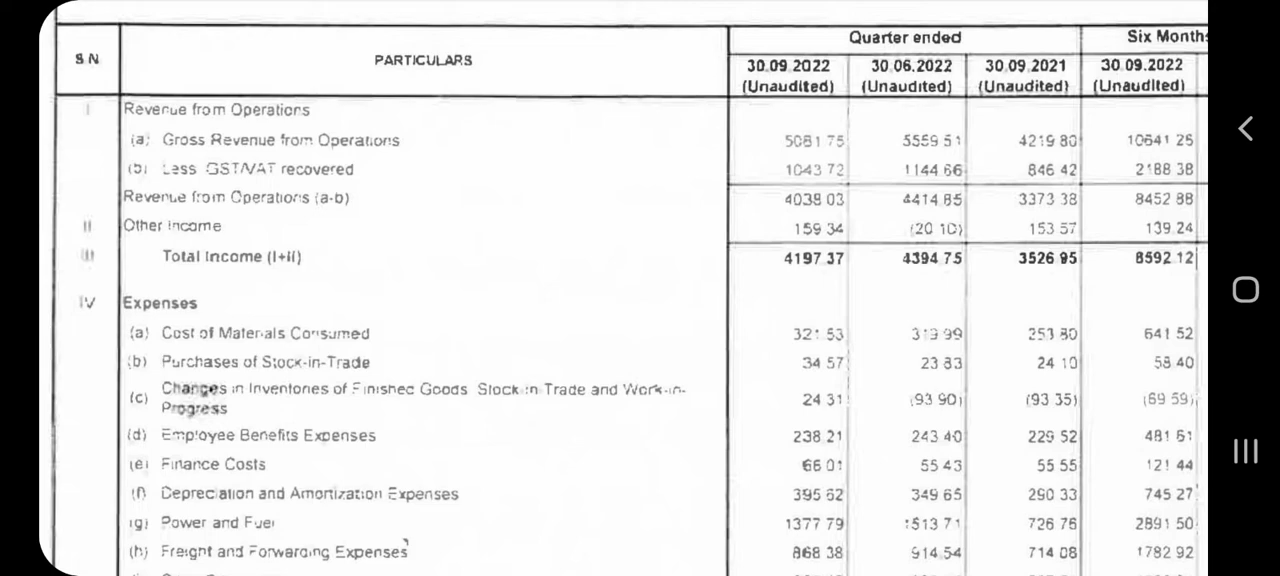 Quarter ended Six Months
S.N. PARTICULARS 30.09.2022 30.06.2022 30.09.2021 30.09.2022
(Unaudited) (Unaudited) (Unaudited) (Unaudited)
I Revenue from Operations
(a) Gross Revenue from Operations 5081.75 5559.51 4219.80 10641.25
(b) Less GST/VAT recovered 1043.72 1144.66 846.42 2188.38
Revenue from Operations (a-b) 4038.03 4414.85 3373.38 8452.88
II Other Income 159.34 (20.10) 153.57 139.24
III Total Income (I+II) 4197.37 4394.75 3526.95 8592.12
IV Expenses
(a) Cost of Materials Consumed 321.53 319.99 253.80 641.52
(b) Purchases of Stock-in-Trade 34.57 23.83 24.10 58.40
Changes in Inventories of Finished Goods Stock in Trade and Work-in-
(c) 24.31 (93.90) (93.35) (69.59)
Progress
(d) Employee Benefits Expenses 238.21 243.40 229.52 481.61
(e) Finance Costs 66.01 55.43 55.55 121.44
(f) Depreciation and Amortization Expenses 395.62 349.65 290.33 745.27
(g) Power and Fuel 1377.79 1513.71 726.76 2891.50
(h) Freight and Forwarding Expenses 868.38 914.54 714.08 1782.92